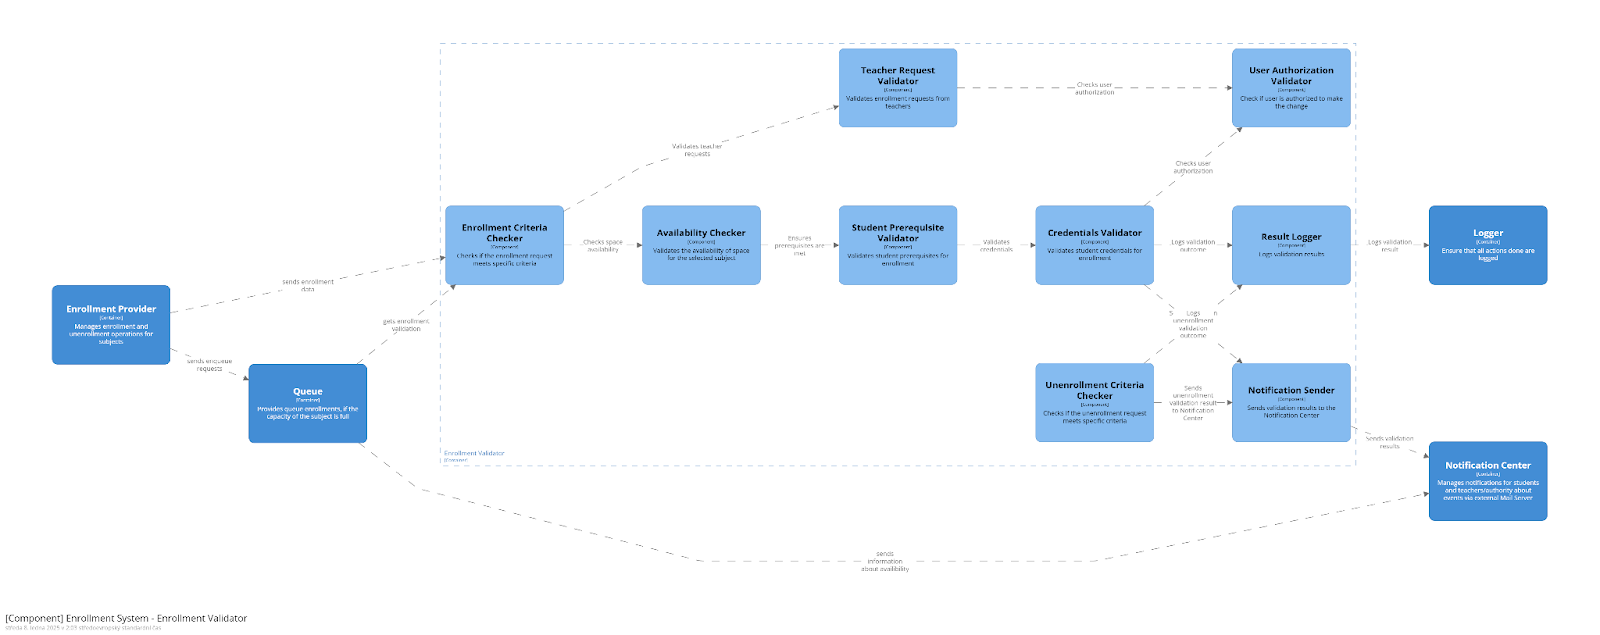 Teacher Request
Validator
[Component]
Validates enrollment requests from
teachers
Checks user
authorization
User Authorization
Validator
[Component]
Check if user is authorized to make
the change
Validates teacher
requests
Checks user
authorization
Enrollment Criteria
Checker
[Component]
Checks if the enrollment request
meets specific criteria
Checks space
availability
Availability Checker
[Component]
Validates the availability of space
for the selected subject
Ensures
prerequisites are
met
Student Prerequisite
Validator
[Component]
Validates student prerequisites for
enrollment
Validates
credentials
Credentials Validator
[Component]
Validates student credentials for
enrollment
Logs validation
outcome
Result Logger
[Component]
Logs validation results
Logs validation
result
Logger
[Container]
Ensure that all actions done are
logged
sends enrollment
data
Enrollment Provider
[Container]
Manages enrollment and
unenrollment operations for
subjects
gets enrollment
validation
sends enqueue
requests
Queue
[Container]
Provides queue enrollments, if the
capacity of the subject is full
S Logs n
unenrollment
validation
outcome
Unenrollment Criteria
Checker
[Component]
Checks if the unenrollment request
meets specific criteria
Sends
unenrollment
validation result
to Notification
Center
Notification Sender
[Component]
Sends validation results to the
Notification Center
Sends validation
results
Enrollment Validator
[Container]
Notification Center
[Container]
Manages notifications for students
and teachers/authority about
events via external Mail Server
sends
information
about availibility
[Component] Enrollment System - Enrollment Validator
středa 8. ledna 2025 v 2:09 středoevropský standardní čas